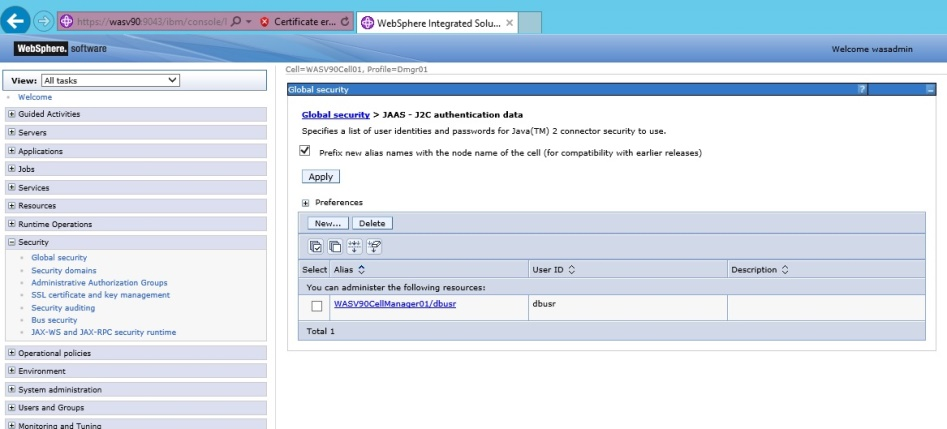 https://wasv90:9043/ibm/console/l
Certificate er...
WebSphere Integrated Solu...
WebSphere. software
Welcome wasadmin
View: All tasks
Welcome
Guided Activities
Servers
Applications
Jobs
Services
Resources
Runtime Operations
Security
Global security
Security domains
Administrative Authorization Groups
SSL certificate and key management
Security auditing
Bus security
JAX-WS and JAX-RPC security runtime
Operational policies
Environment
System administration
Users and Groups
Monitoring and Tuning
Cell=WASV90Cell01, Profile=Dmgr01
Global security
?
Global security > JAAS - J2C authentication data
Specifies a list of user identities and passwords for Java(TM) 2 connector security to use.
Prefix new alias names with the node name of the cell (for compatibility with earlier releases)
Apply
Preferences
New... Delete
Select Alias User ID Description
You can administer the following resources:
WASV90CellManager01/dbusr dbusr
Total 1